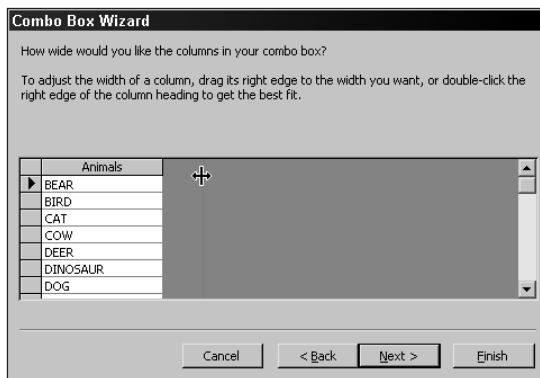 Combo Box Wizard
How wide would you like the columns in your combo box?
To adjust the width of a column, drag its right edge to the width you want, or double-click the
right edge of the column heading to get the best fit.
Animals
BEAR
BIRD
CAT
COW
DEER
DINOSAUR
DOG
Cancel < Back Next > Finish